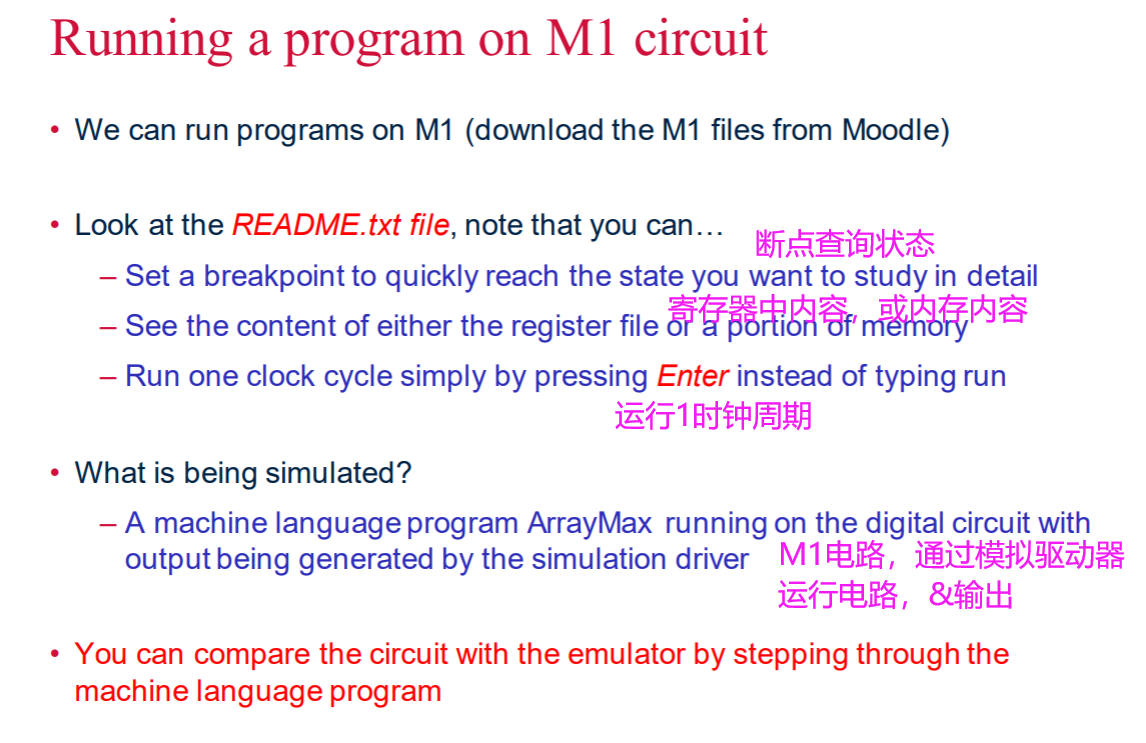 Running a program on M1 circuit
• We can run programs on M1 (download the M1 files from Moodle)
• Look at the README.txt file, note that you can…
断点查询状态
– Set a breakpoint to quickly reach the state you want to study in detail
寄存器中内容，或内存内容
– See the content of either the register file or a portion of memory
– Run one clock cycle simply by pressing Enter instead of typing run
运行1时钟周期
• What is being simulated?
– A machine language program ArrayMax running on the digital circuit with
output being generated by the simulation driver
M1电路，通过模拟驱动器
运行电路，&输出
• You can compare the circuit with the emulator by stepping through the
machine language program